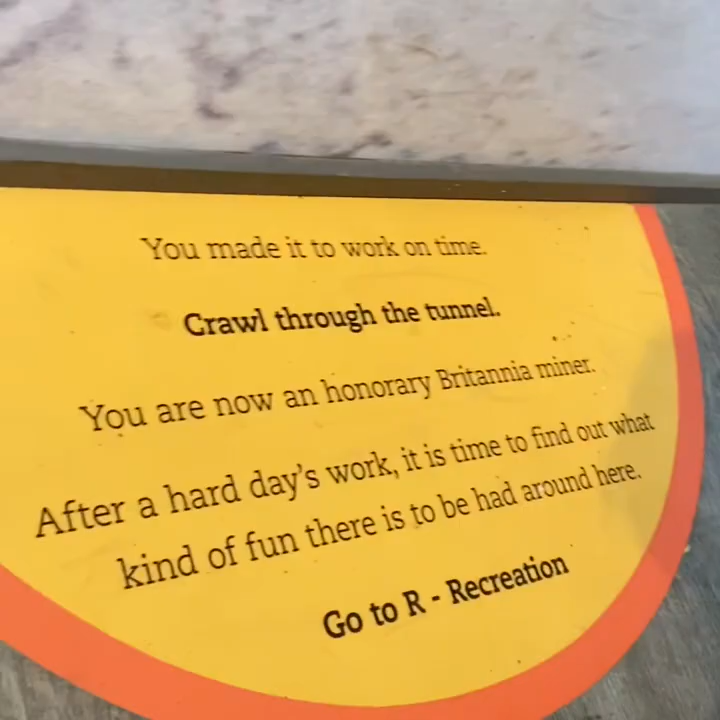 You made it to work on time.
Crawl through the tunnel.
You are now an honorary Britannia miner.
After a hard day's work, it is time to find out what
kind of fun there is to be had around here.
Go to R - Recreation